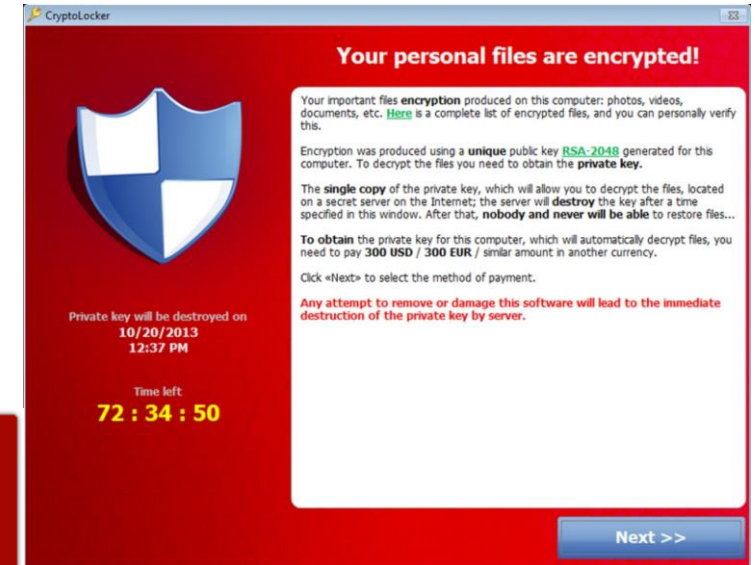 CryptoLocker
Your personal files are encrypted!
Your important files encryption produced on this computer: photos, videos,
documents, etc. Here is a complete list of encrypted files, and you can personally verify
this.
Encryption was produced using a unique public key RSA-2048 generated for this
computer. To decrypt the files you need to obtain the private key.
The single copy of the private key, which will allow you to decrypt the files, located
on a secret server on the Internet; the server will destroy the key after a time
specified in this window. After that, nobody and never will be able to restore files...
To obtain the private key for this computer, which will automatically decrypt files, you
need to pay 300 USD / 300 EUR / similar amount in another currency.
Click «Next» to select the method of payment.
Any attempt to remove or damage this software will lead to the immediate
destruction of the private key by server.
Private key will be destroyed on
10/20/2013
12:37 PM
Time left
72 : 34 : 50
Next >>